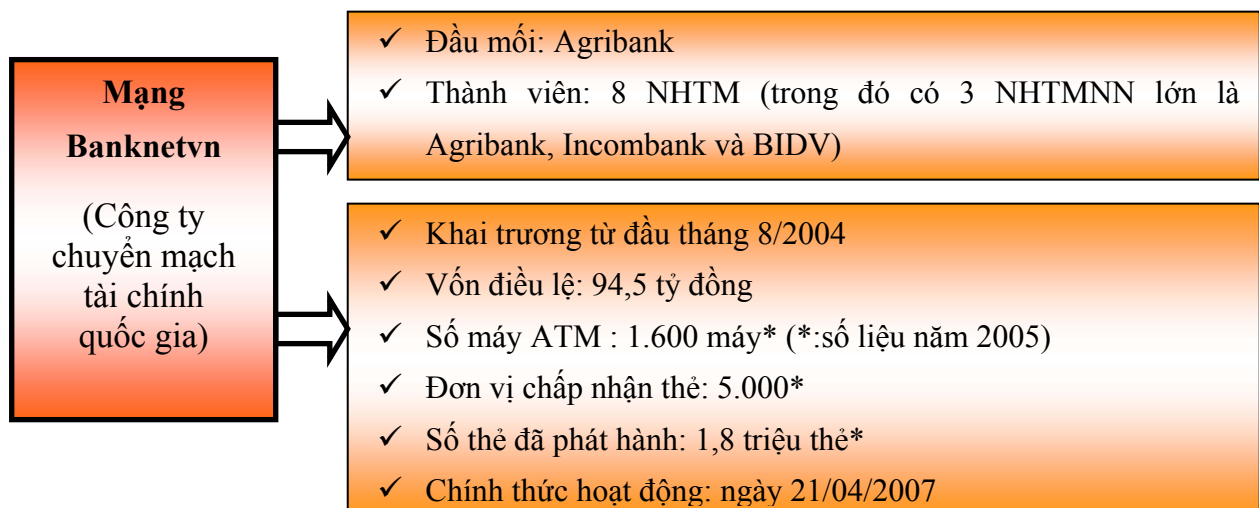 Mạng
Banknetvn
(Công ty
chuyển mạch
tài chính
quốc gia)
✓ Đầu mối: Agribank
✓ Thành viên: 8 NHTM (trong đó có 3 NHTMNN lớn là
Agribank, Incombank và BIDV)
✓ Khai trương từ đầu tháng 8/2004
✓ Vốn điều lệ: 94,5 tỷ đồng
✓ Số máy ATM : 1.600 máy* (*:số liệu năm 2005)
✓ Đơn vị chấp nhận thẻ: 5.000*
✓ Số thẻ đã phát hành: 1,8 triệu thẻ*
✓ Chính thức hoạt động: ngày 21/04/2007